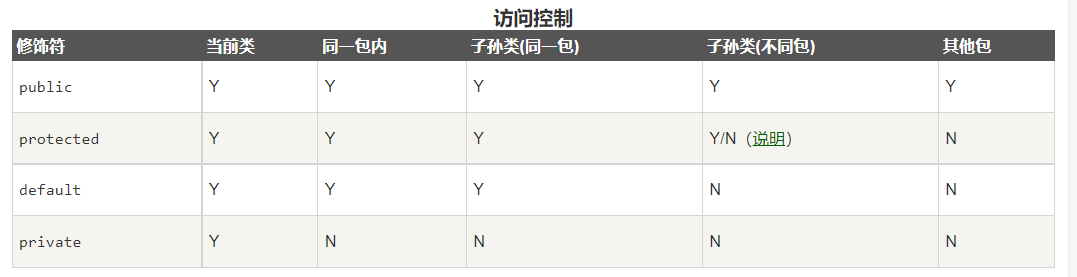 访问控制
修饰符 当前类 同一包内 子孙类(同一包) 子孙类(不同包) 其他包
public Y Y Y Y Y
protected Y Y Y Y/N（说明） N
default Y Y Y N N
private Y N N N N